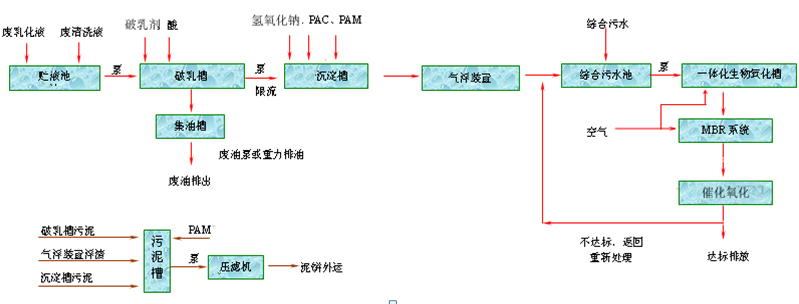 废乳化液
废清洗液
破乳剂
酸
氢氧化钠、PAC、PAM
综合污水
贮液池
泵
破乳槽
泵
限流
沉淀槽
气浮装置
综合污水池
泵
一体化生物氧化槽
集油槽
空气
MBR系统
废油泵或重力排油
废油排出
催化氧化
破乳槽污泥
PAM
气浮装置浮渣
污泥槽
泵
压滤机
泥饼外运
沉淀槽污泥
不达标，返回
重新处理
达标排放